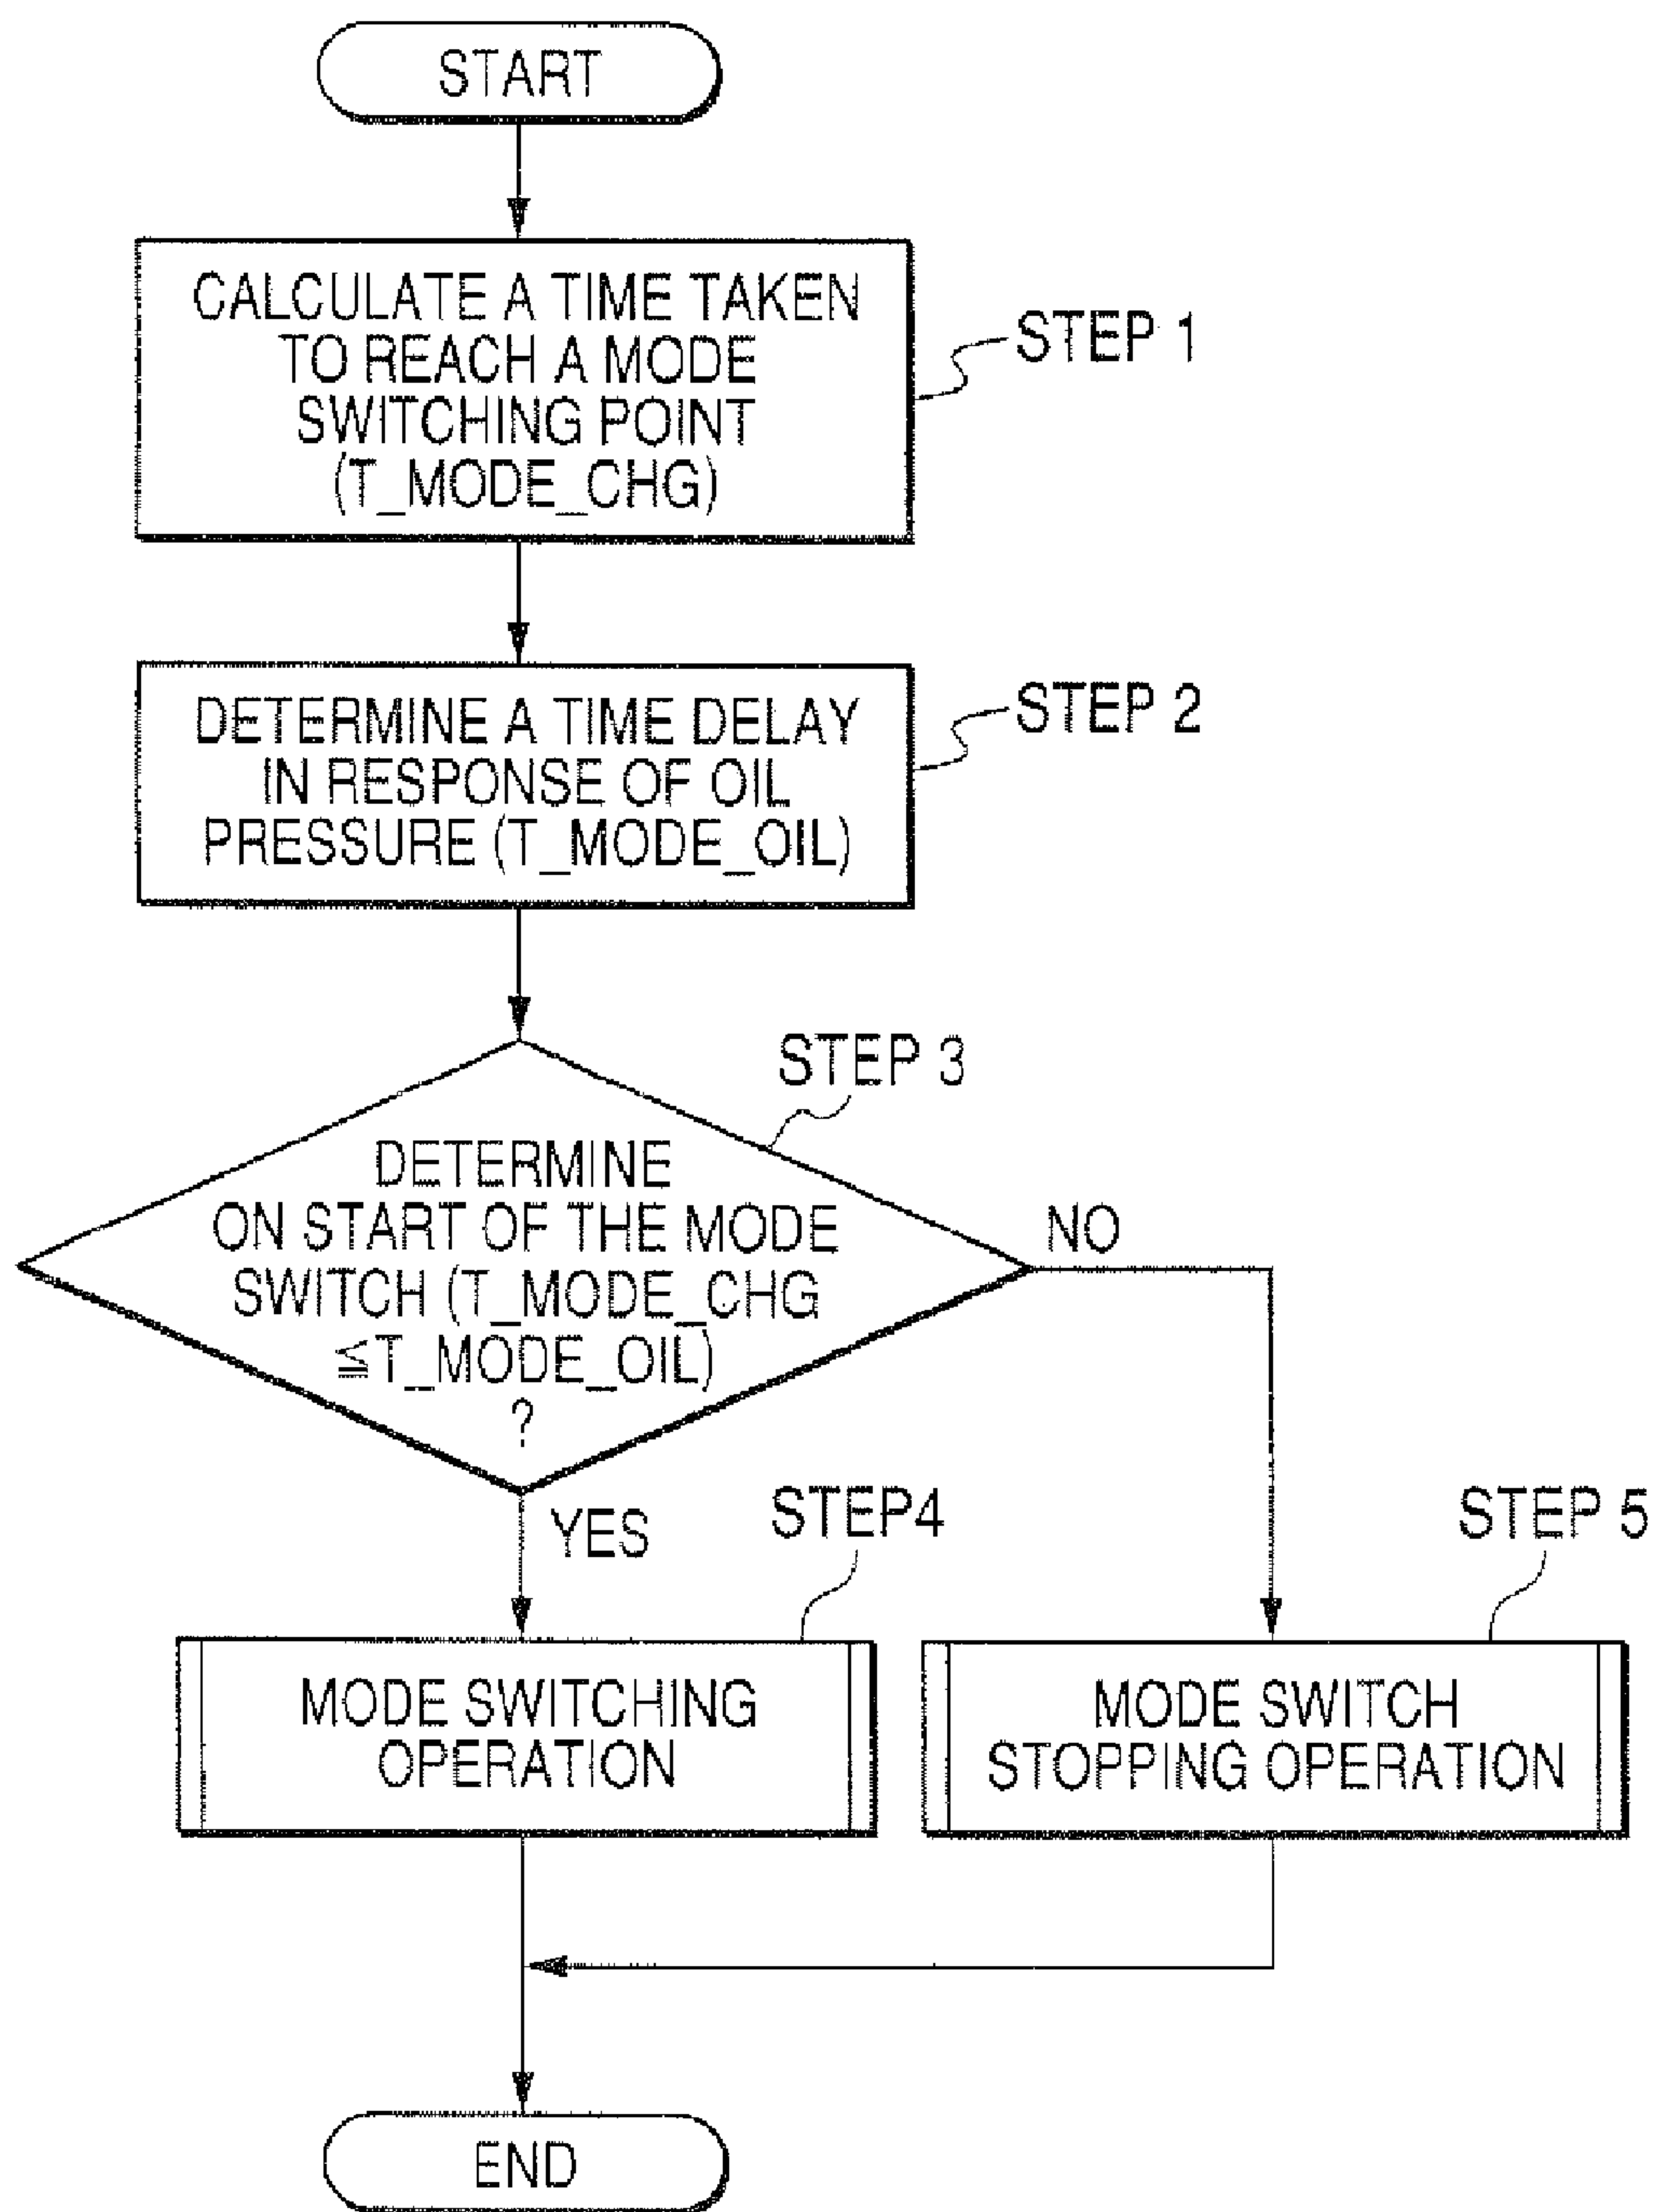 START
CALCULATE A TIME TAKEN
TO REACH A MODE
SWITCHING POINT
(T_MODE_CHG)
STEP 1
DETERMINE A TIME DELAY
IN RESPONSE OF OIL
PRESSURE (T_MODE_OIL)
STEP 2
STEP 3
DETERMINE
ON START OF THE MODE
SWITCH (T_MODE_CHG
≦T_MODE_OIL)
?
NO
YES
STEP4
STEP 5
MODE SWITCHING
OPERATION
MODE SWITCH
STOPPING OPERATION
END